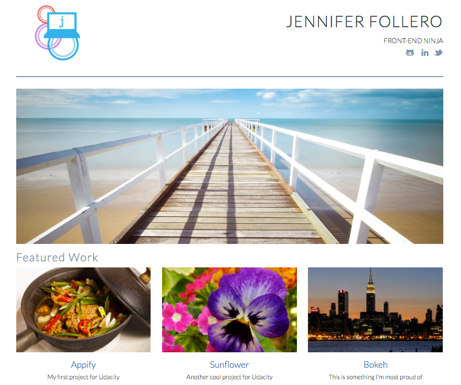 j
JENNIFER FOLLERO
FRONT-END NINJA
in
Featured Work
Appify
My first project for Udacity
Sunflower
Another cool project for Udacity
Bokeh
This is something I'm most proud of